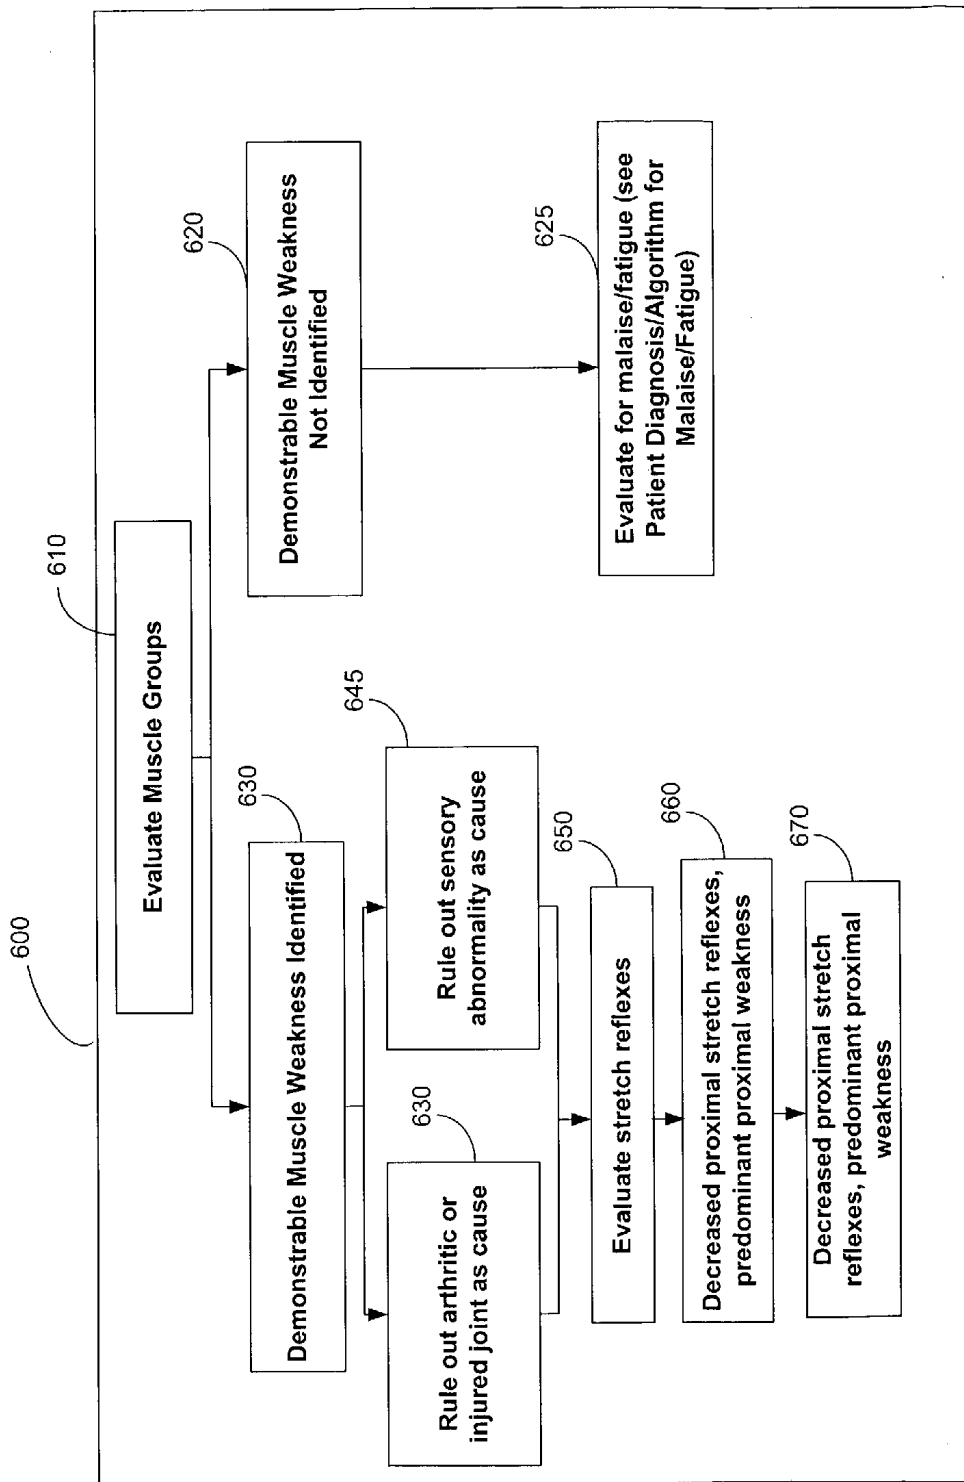 600
610
Evaluate Muscle Groups
630
Demonstrable Muscle Weakness Identified
620
Demonstrable Muscle Weakness
Not Identified
630
Rule out arthritic or
injured joint as cause
645
Rule out sensory
abnormality as cause
625
Evaluate for malaise/fatigue (see
Patient Diagnosis/Algorithm for
Malaise/Fatigue)
650
Evaluate stretch reflexes
660
Decreased proximal stretch reflexes,
predominant proximal weakness
670
Decreased proximal stretch
reflexes, predominant proximal
weakness